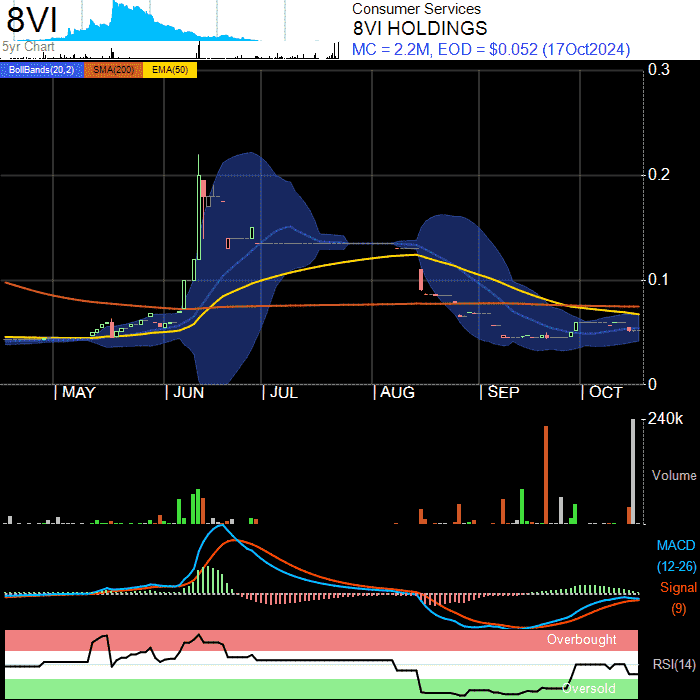 8VI
Consumer Services
8VI HOLDINGS
MC = 2.2M, EOD = $0.052 (17Oct2024)
5yr Chart
BollBands(20,2) SMA(200) EMA(50)
0.3
0.2
0.1
0
MAY JUN JUL AUG SEP OCT
240k
Volume
MACD
(12-26)
Signal
(9)
Overbought
RSI(14)
Oversold